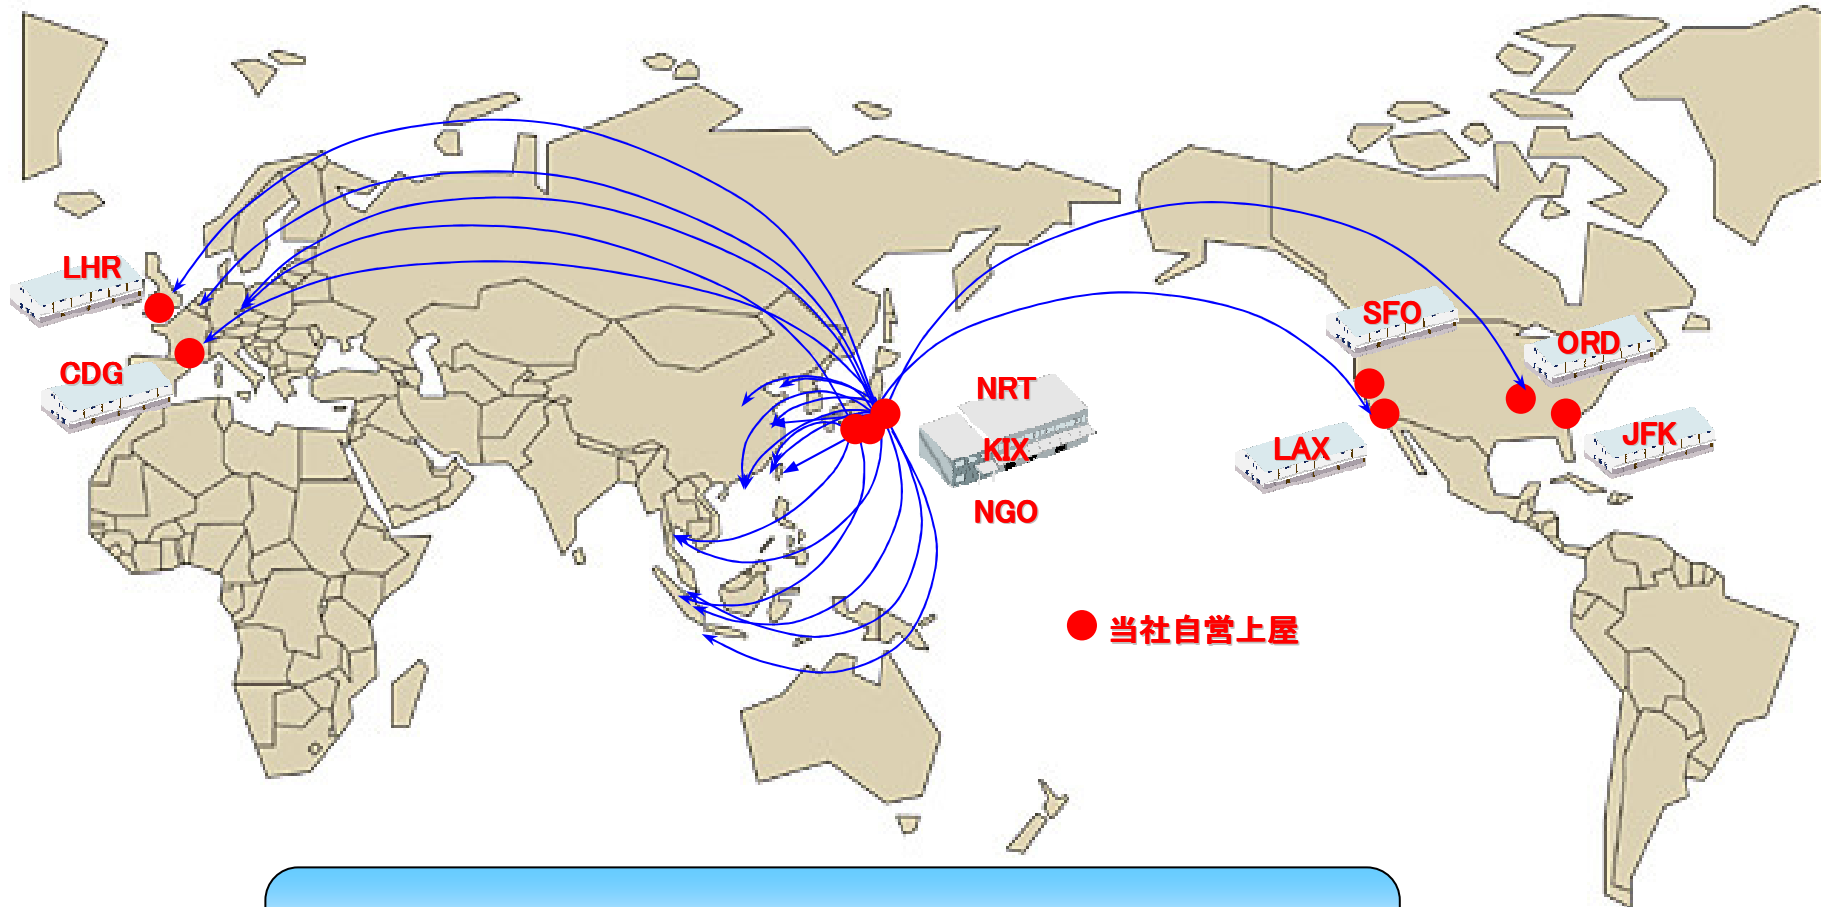 LHR
CDG
NRT
KIX
NGO
SFO
ORD
LAX
JFK
当社自営上屋